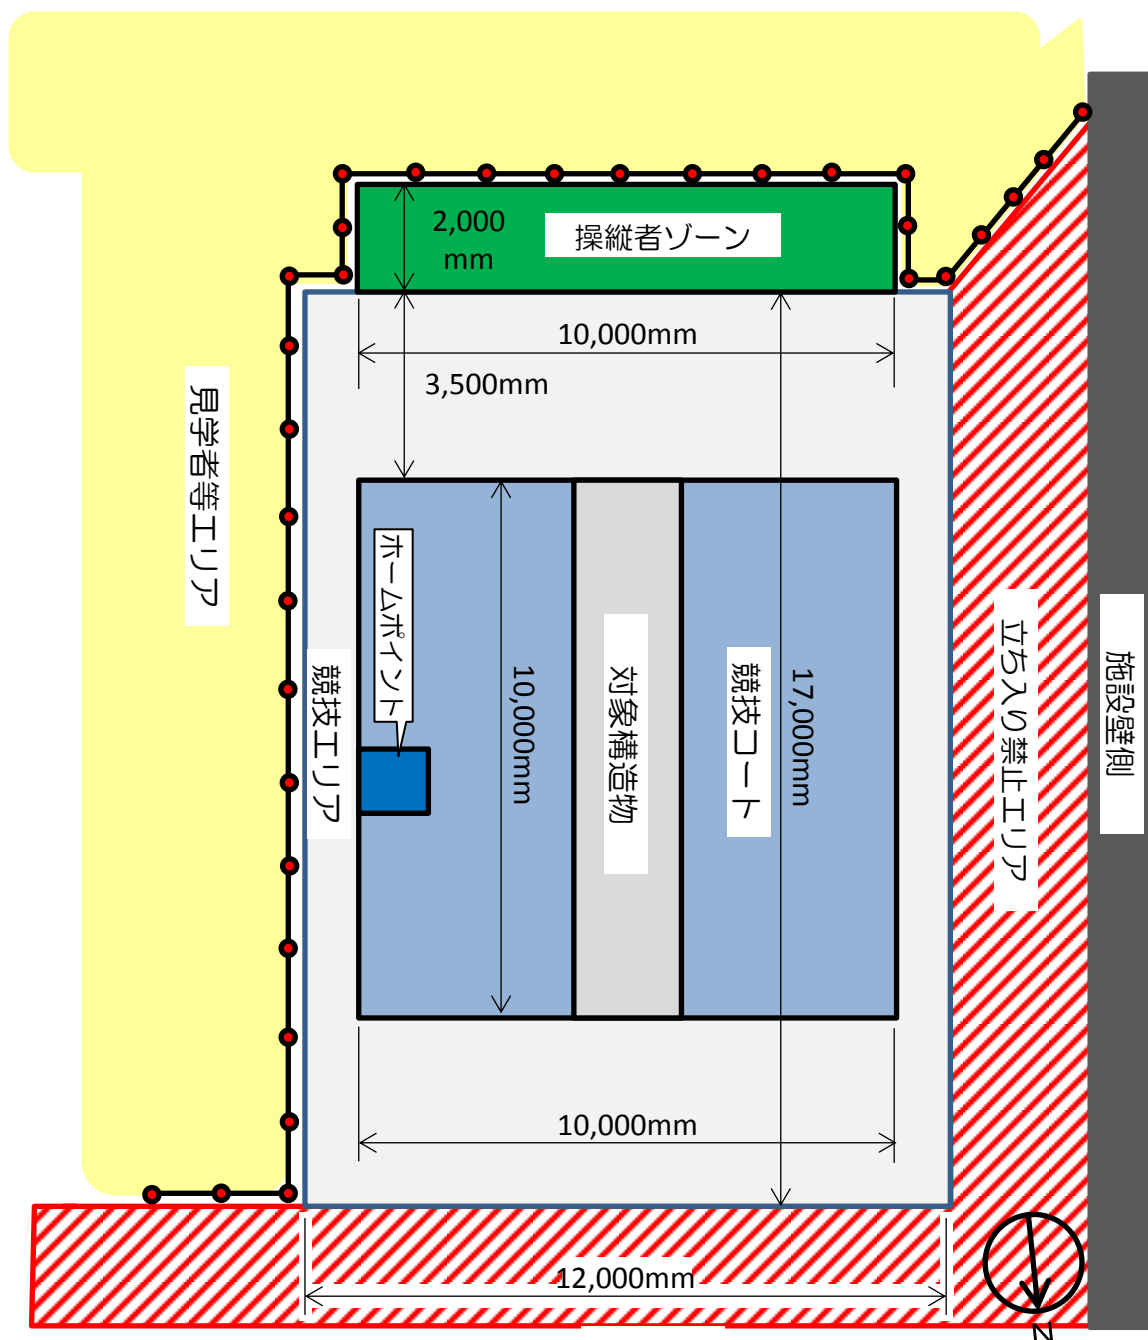 2,000
mm
操縦者ゾーン
10,000mm
3,500mm
見学者等エリア
ホームポイント
競技エリア
10,000mm
対象構造物
競技コート
17,000mm
立ち入り禁止エリア
施設壁側
10,000mm
12,000mm
N